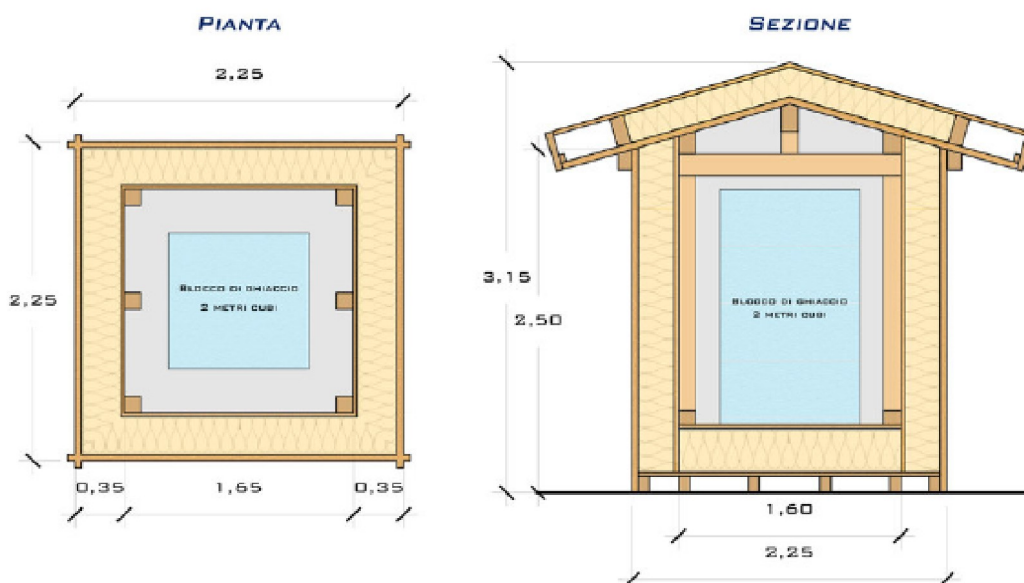 PIANTA
2,25
2,25
BLOCCO DI GHIACCIO
2 METRI CUBI
0,35
1,65
0,35
SEZIONE
3,15
2,50
BLOCCO DI GHIACCIO
2 METRI CUBI
1,60
2,25